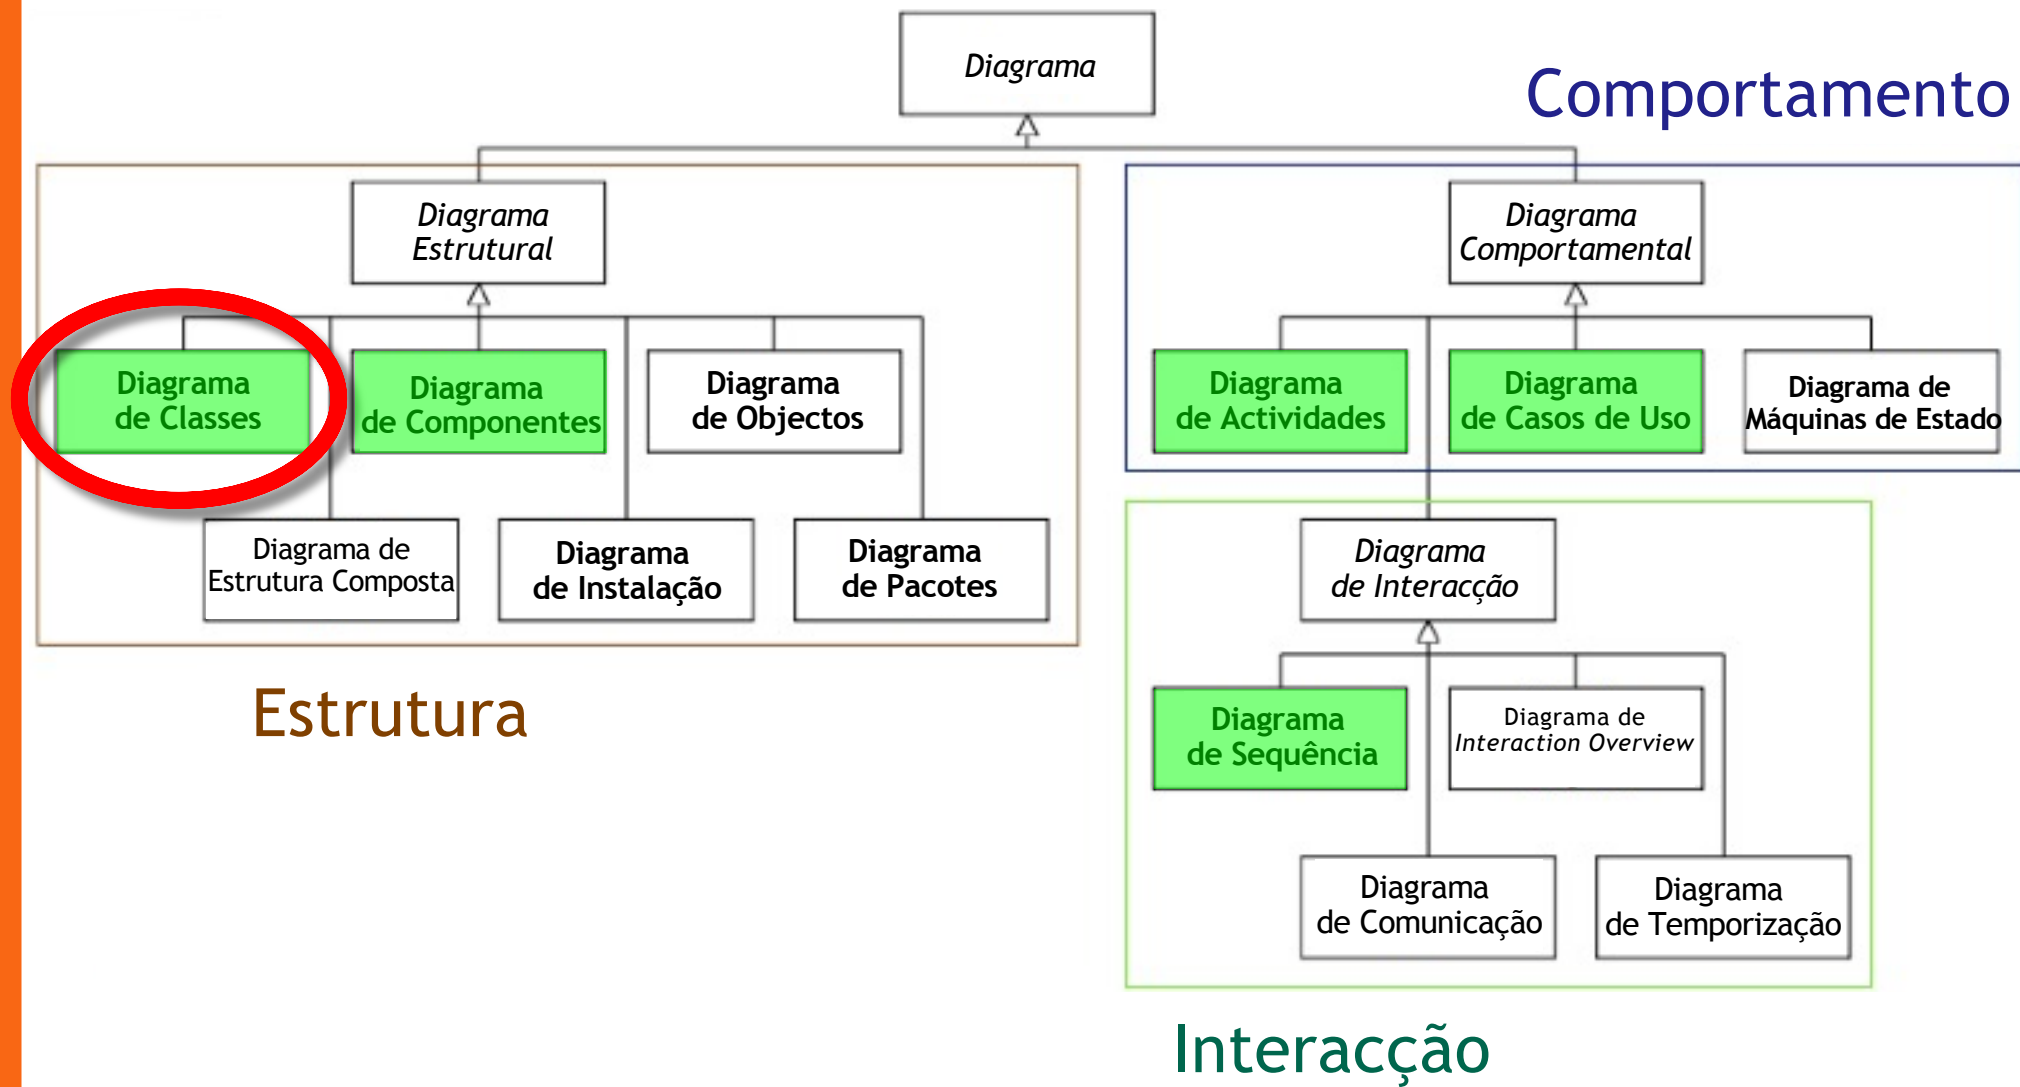 Diagrama
Comportamento
Diagrama
Estrutural
Diagrama
Comportamental
Diagrama
de Classes
Diagrama
de Componentes
Diagrama
de Objectos
Diagrama
de Actividades
Diagrama
de Casos de Uso
Diagrama de
Máquinas de Estado
Diagrama de
Estrutura Composta
Diagrama
de Instalação
Diagrama
de Pacotes
Diagrama
de Interacção
Estrutura
Diagrama
de Sequência
Diagrama de
Interaction Overview
Diagrama
de Comunicação
Diagrama
de Temporização
Interacção